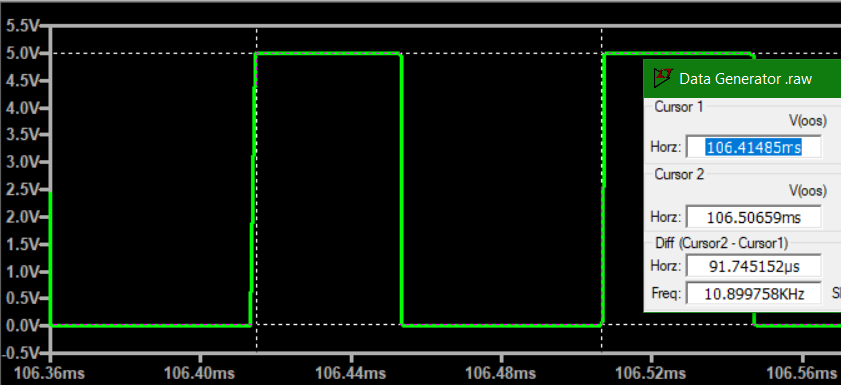 5.5V
5.0V
4.5V
4.0V
3.5V
3.0V
2.5V
2.0V
1.5V
1.0V
0.5V
0.0V
-0.5V
106.36ms 106.40ms 106.44ms 106.48ms 106.52ms 106.56ms
Data Generator .raw
Cursor 1
V(oos)
Horz: 106.41485ms
Cursor 2
V(oos)
Horz: 106.50659ms
Diff (Cursor2 - Cursor1)
Horz: 91.745152µs
Freq: 10.899758KHz